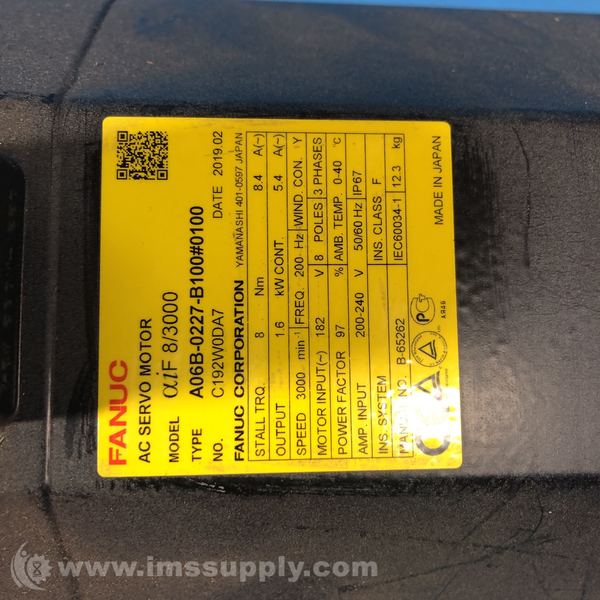 FANUC
AC SERVO MOTOR
MODEL αiF 8/3000
TYPE A06B-0227-B100#0100
NO. C192W0DA7 DATE 2019.02
FANUC CORPORATION YAMANASHI 401-0597 JAPAN
STALL TRQ. 8 Nm 8.4 A(~)
OUTPUT 1.6 kW CONT. 5.4 A(~)
SPEED 3000 min⁻¹ FREQ. 200 Hz WIND. CON. Y
MOTOR INPUT(~) 182 V 8 POLES 3 PHASES
POWER FACTOR 97 % AMB. TEMP. 0-40 °C
AMP. INPUT 200-240 V 50/60 Hz IP67
INS. SYSTEM INS. CLASS F
NO. B-65262 IEC60034-1 12.3 kg
MADE IN JAPAN
© www.imssupply.com